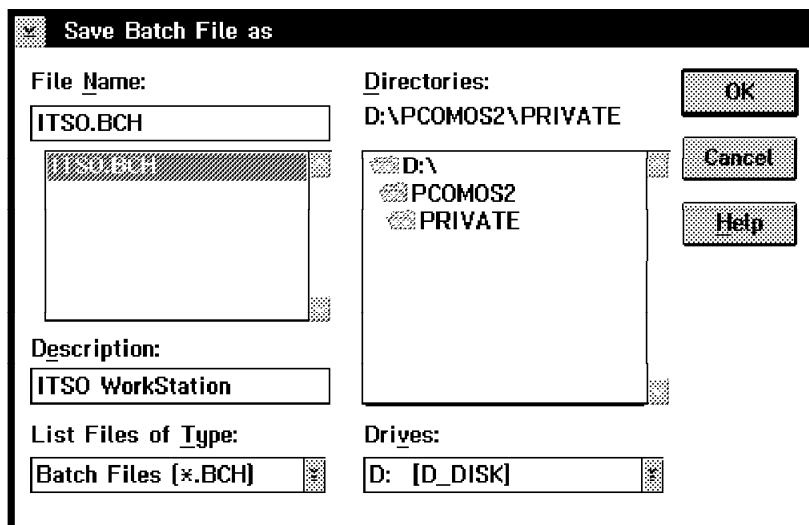 Save Batch File as
File Name:
ITSO.BCH
ITSO.BCH
Description:
ITSO WorkStation
List Files of Type:
Batch Files (*.BCH)
Directories:
D:\PCOMOS2\PRIVATE
D:\
PCOMOS2
PRIVATE
Drives:
D: [D_DISK]
OK
Cancel
Help